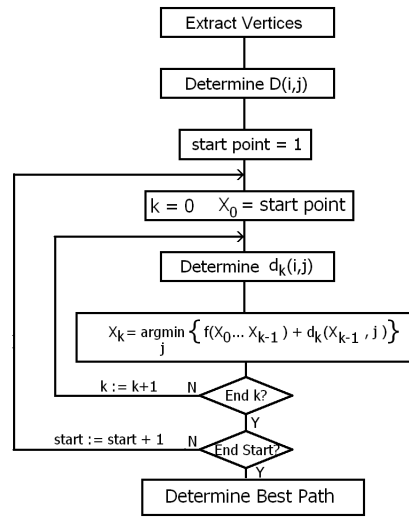 Extract Vertices
Determine D(i,j)
start point = 1
k = 0 X₀ = start point
Determine dₖ(i,j)
Xₖ = argmin { f(X₀... Xₖ₋₁) + dₖ(Xₖ₋₁ , j ) }
j
k := k+1 N End k?
Y
start := start + 1 N End Start?
Y
Determine Best Path